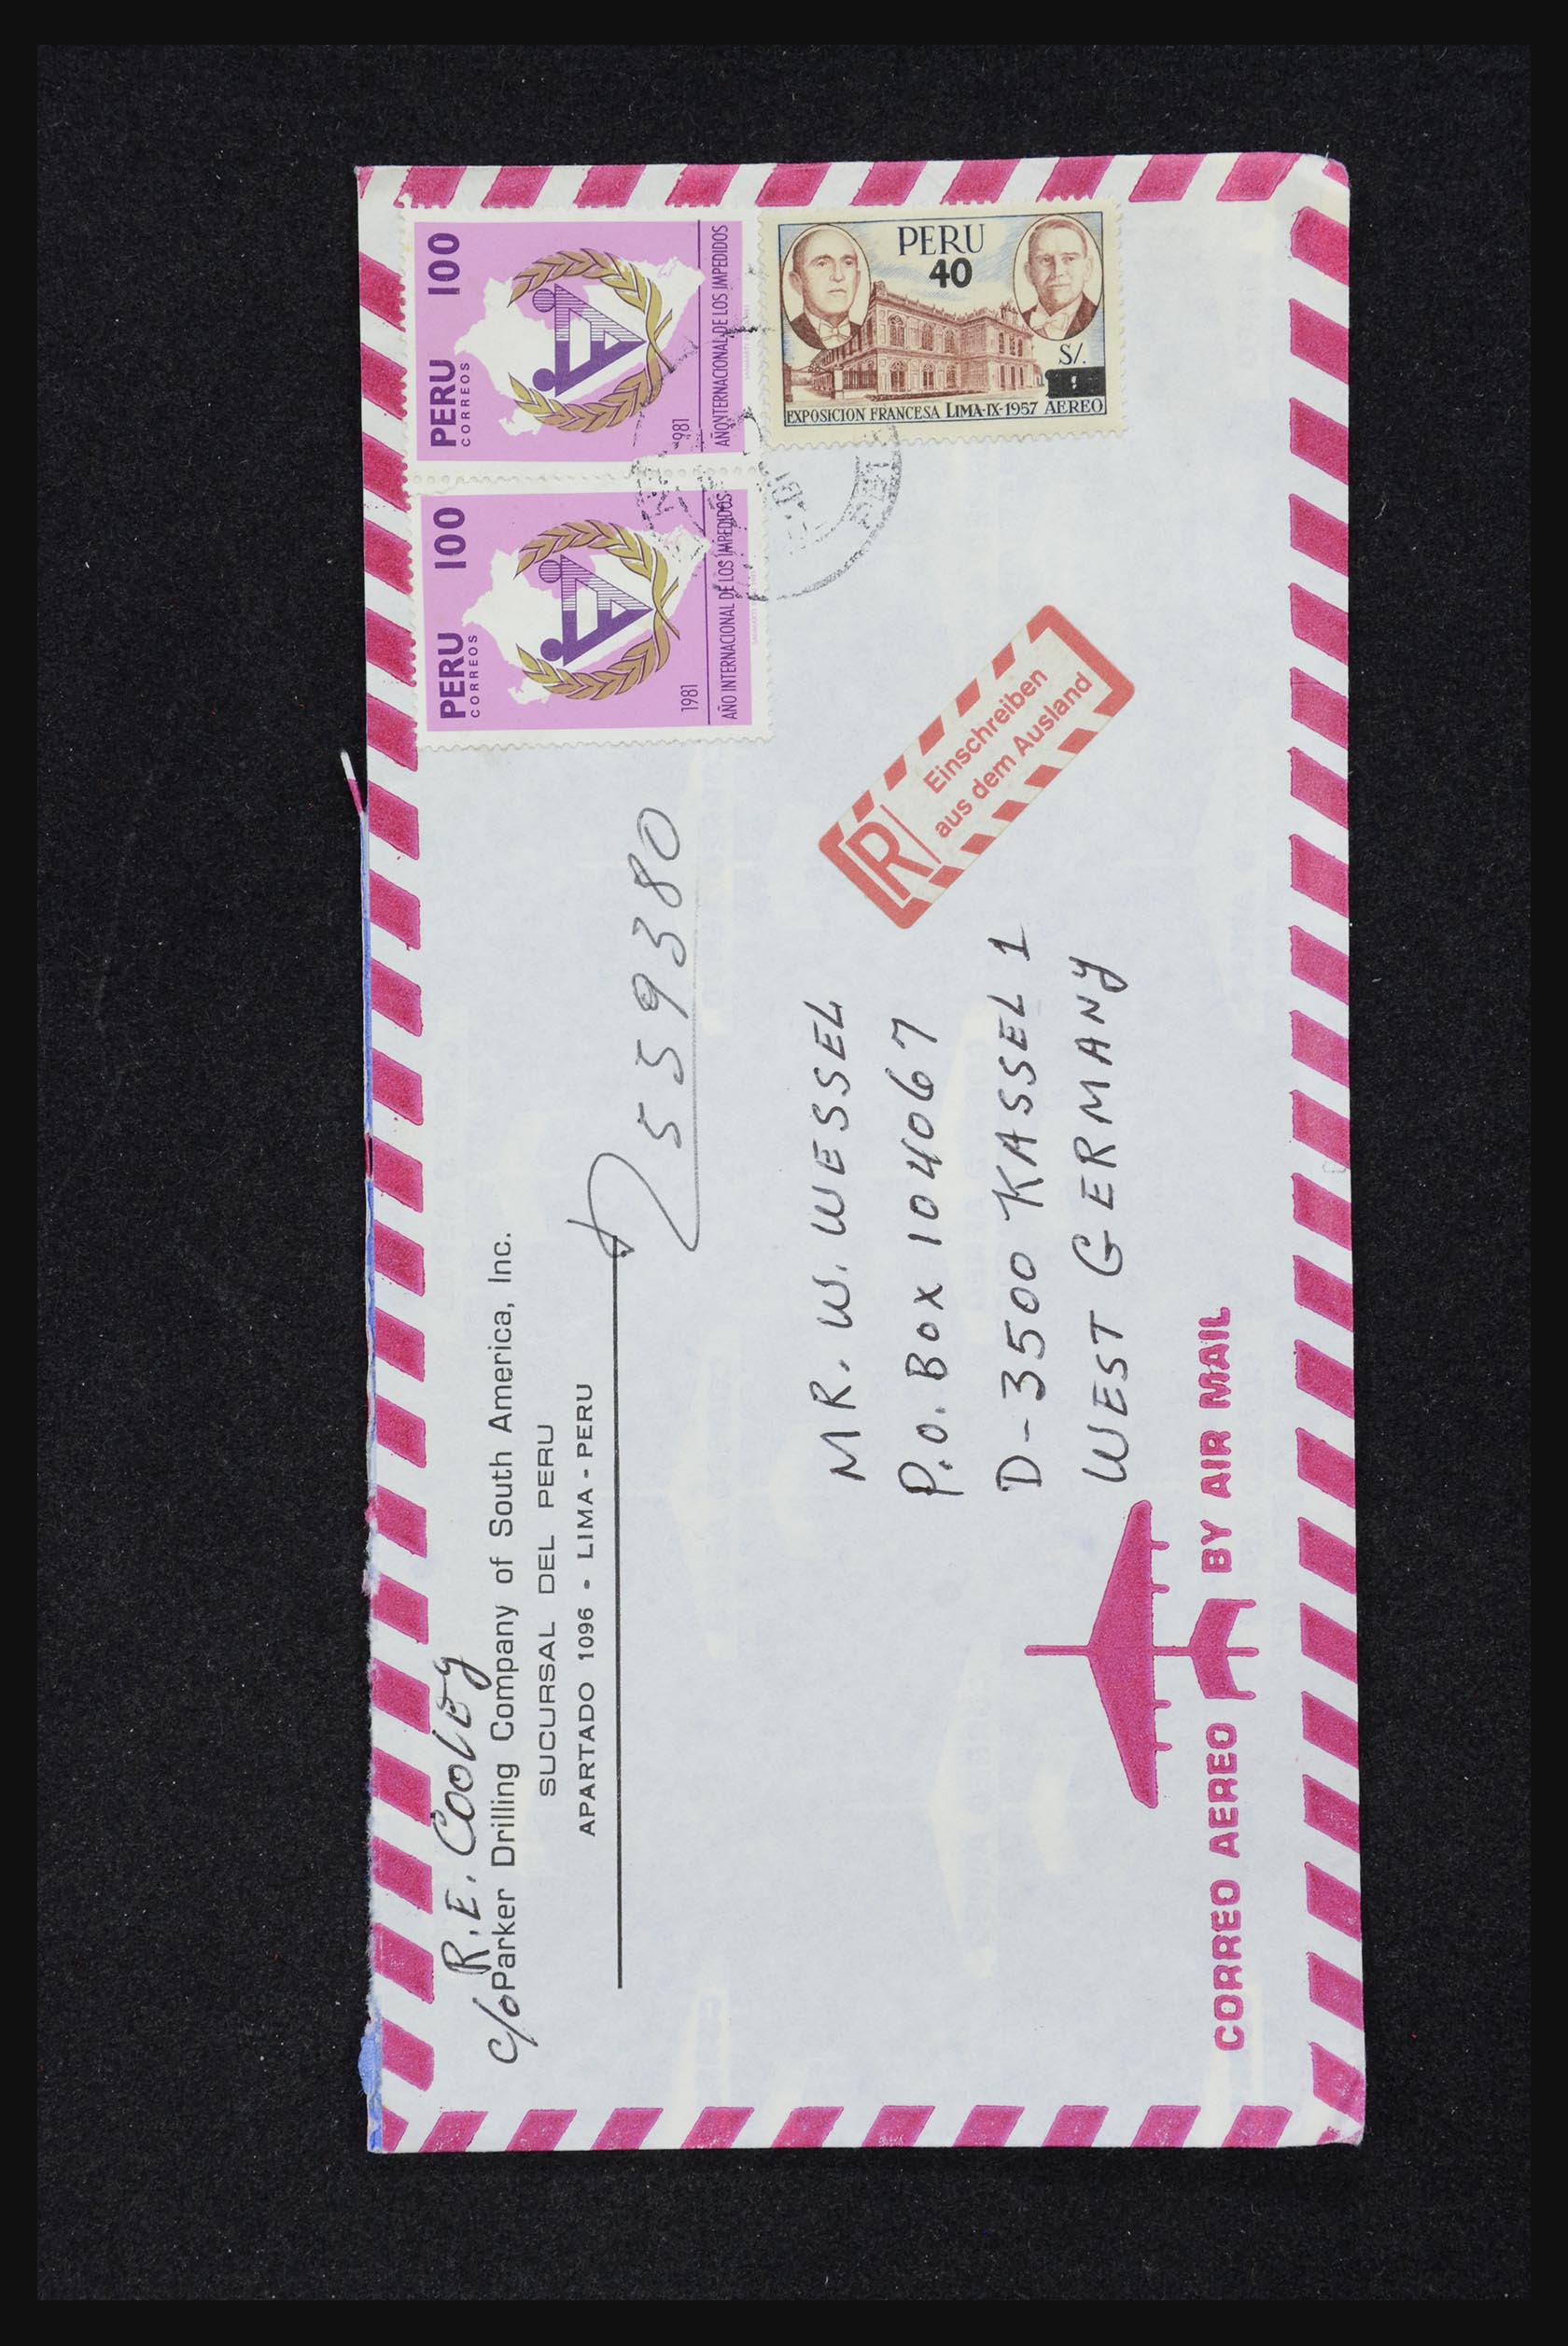 R.E. COOLEY
C/O Parker Drilling Company of South America, Inc.
SUCURSAL DEL PERU
APARTADO 1096 - LIMA - PERU
559380
PERU 100
CORREOS
1981
AÑO INTERNACIONAL DE LOS IMPEDIDOS
PERU 100
CORREOS
1981
AÑO INTERNACIONAL DE LOS IMPEDIDOS
PERU
40
S/.
EXPOSICION FRANCESA LIMA-IX-1957 AEREO
R
Einschreiben
aus dem Ausland
MR. W. WESSEL
P.O. BOX 104067
D-3500 KASSEL 1
WEST GERMANY
CORREO AEREO BY AIR MAIL